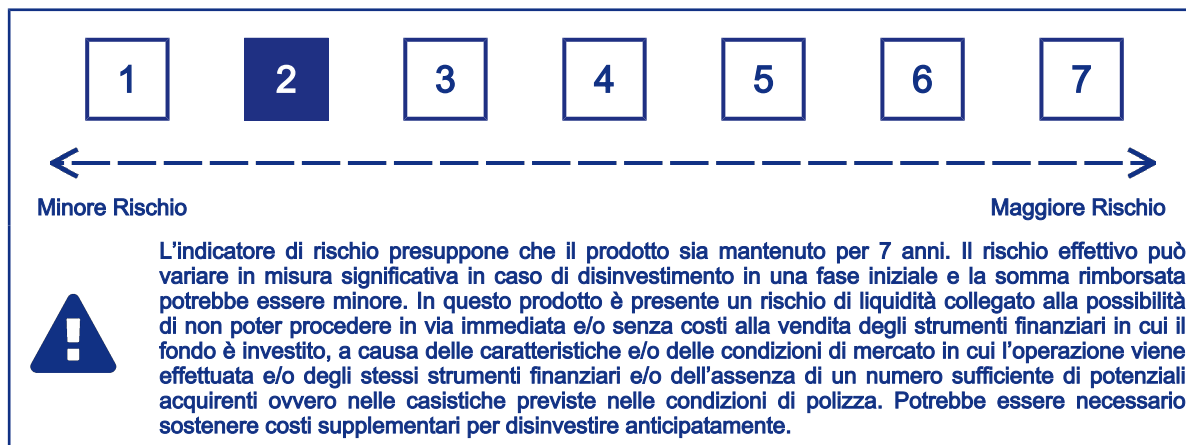 1 2 3 4 5 6 7
Minore Rischio Maggiore Rischio
L'indicatore di rischio presuppone che il prodotto sia mantenuto per 7 anni. Il rischio effettivo può
variare in misura significativa in caso di disinvestimento in una fase iniziale e la somma rimborsata
potrebbe essere minore. In questo prodotto è presente un rischio di liquidità collegato alla possibilità
di non poter procedere in via immediata e/o senza costi alla vendita degli strumenti finanziari in cui il
fondo è investito, a causa delle caratteristiche e/o delle condizioni di mercato in cui l'operazione viene
effettuata e/o degli stessi strumenti finanziari e/o dell'assenza di un numero sufficiente di potenziali
acquirenti ovvero nelle casistiche previste nelle condizioni di polizza. Potrebbe essere necessario
sostenere costi supplementari per disinvestire anticipatamente.